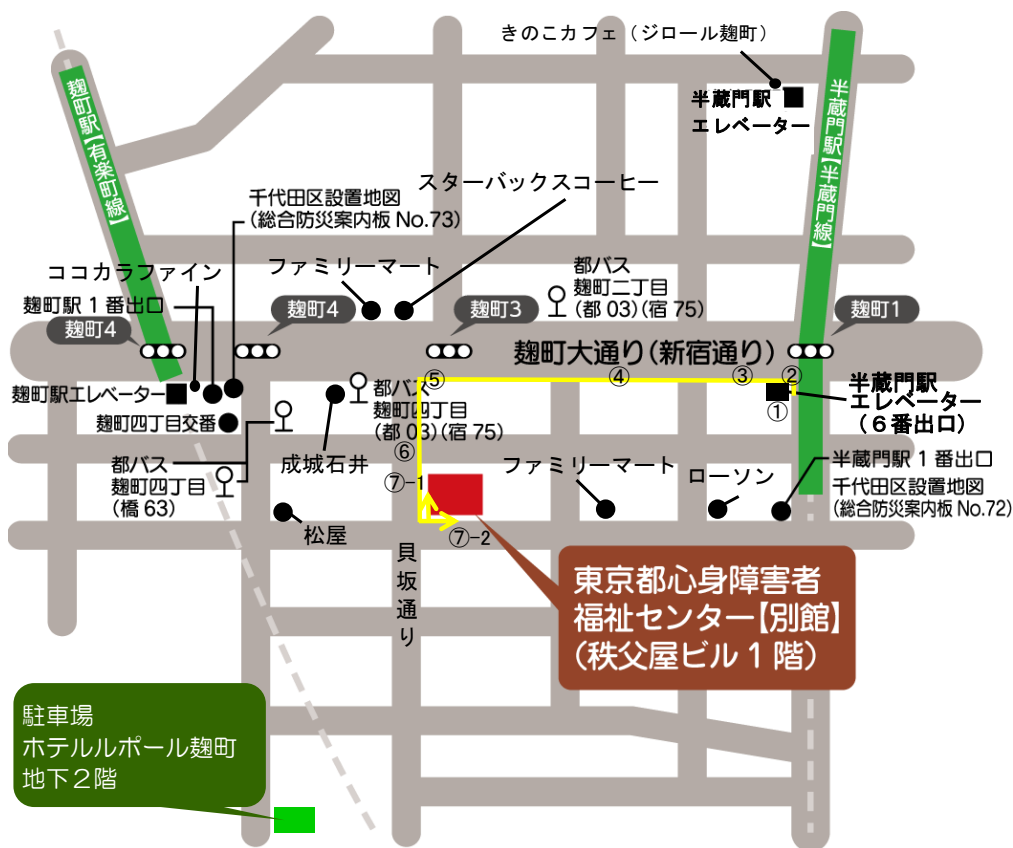 きのこカフェ（ジロール麹町）
半蔵門駅
エレベーター
麹町駅【有楽町線】
半蔵門駅【半蔵門線】
スターバックスコーヒー
千代田区設置地図
(総合防災案内板 No.73)
ココカラファイン
ファミリーマート
都バス
麹町二丁目
(都 03)(宿 75)
麹町駅 1 番出口
麹町4
麹町4
麹町3
麹町1
麹町大通り(新宿通り)
麹町駅エレベーター
⑤
④
③
②
①
半蔵門駅
エレベーター
(６番出口)
都バス
麹町四丁目
(都 03)(宿 75)
麹町四丁目交番
⑥
都バス
麹町四丁目
(橋 63)
成城石井
⑦-1
ファミリーマート
ローソン
半蔵門駅 1 番出口
千代田区設置地図
(総合防災案内板 No.72)
松屋
⑦-2
貝坂通り
東京都心身障害者
福祉センター【別館】
(秩父屋ビル 1 階)
駐車場
ホテルルポール麹町
地下２階